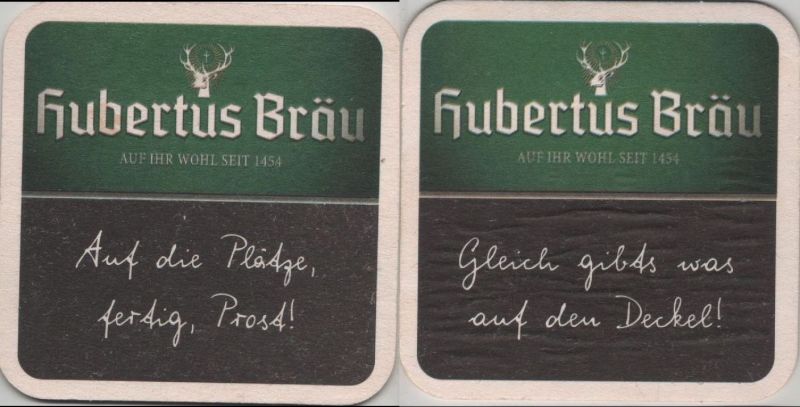 Hubertus Bräu
AUF IHR WOHL SEIT 1454
Auf die Plätze,
fertig, Prost!
Hubertus Bräu
AUF IHR WOHL SEIT 1454
Gleich gibts was
auf den Deckel!